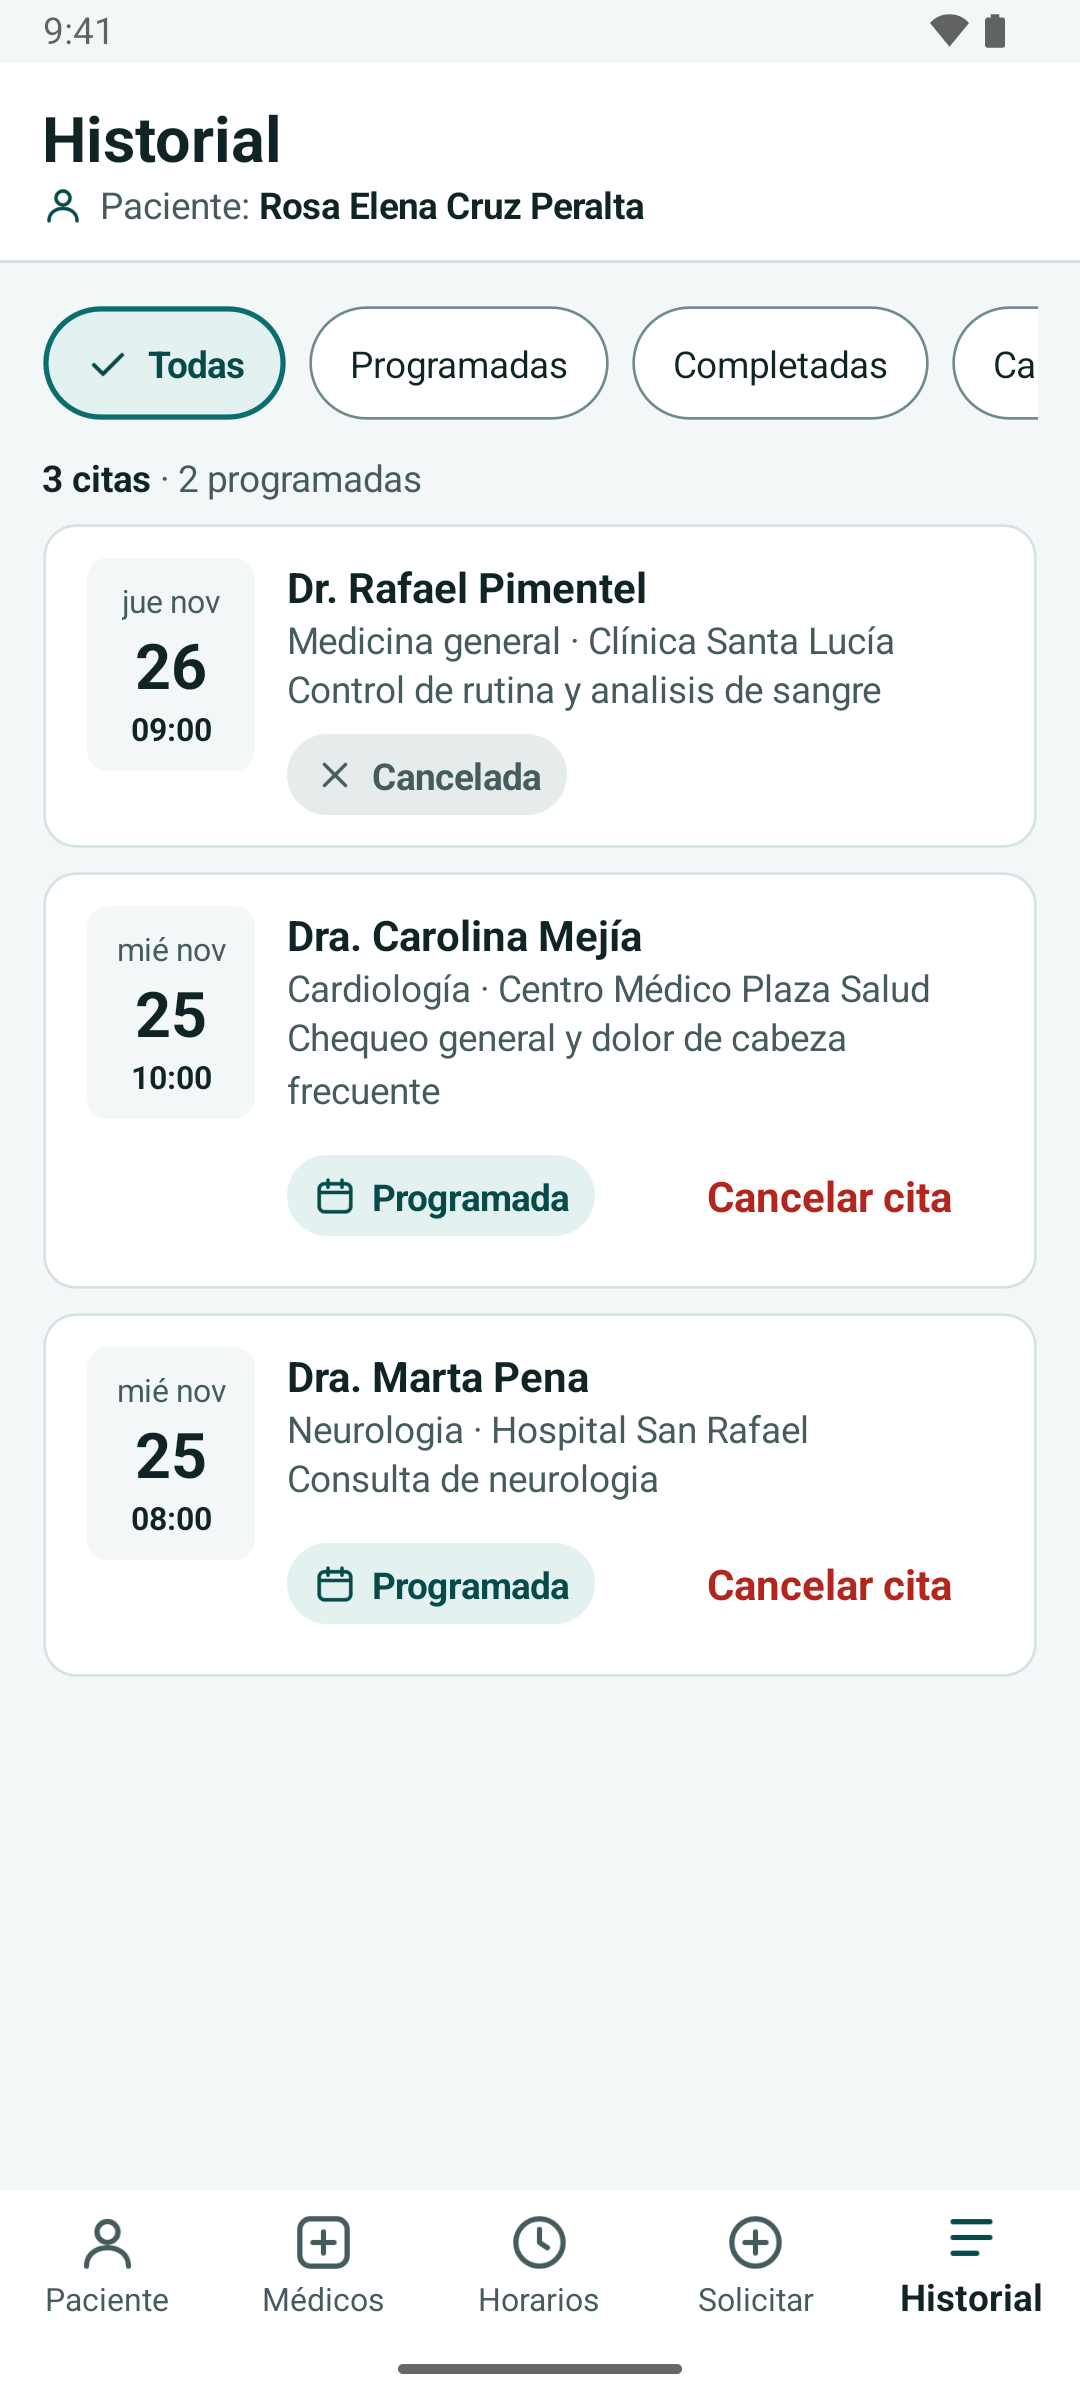 9:41
Historial
Paciente: Rosa Elena Cruz Peralta
Todas
Programadas
Completadas
Ca
3 citas · 2 programadas
jue nov
26
09:00
Dr. Rafael Pimentel
Medicina general · Clínica Santa Lucía
Control de rutina y analisis de sangre
Cancelada
mié nov
25
10:00
Dra. Carolina Mejía
Cardiología · Centro Médico Plaza Salud
Chequeo general y dolor de cabeza
frecuente
Programada
Cancelar cita
mié nov
25
08:00
Dra. Marta Pena
Neurologia · Hospital San Rafael
Consulta de neurologia
Programada
Cancelar cita
Paciente
Médicos
Horarios
Solicitar
Historial